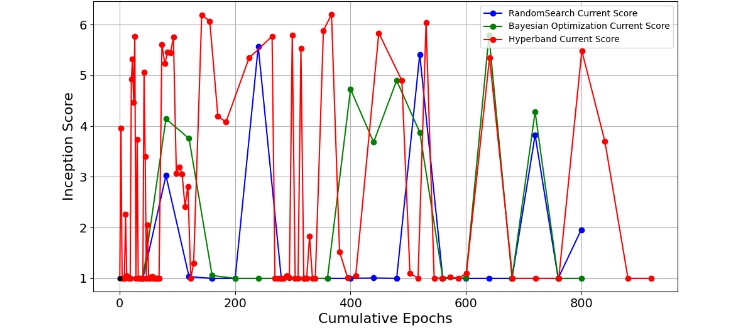 RandomSearch Current Score
Bayesian Optimization Current Score
Hyperband Current Score
6
5
4
3
2
1
Inception Score
0 200 400 600 800
Cumulative Epochs